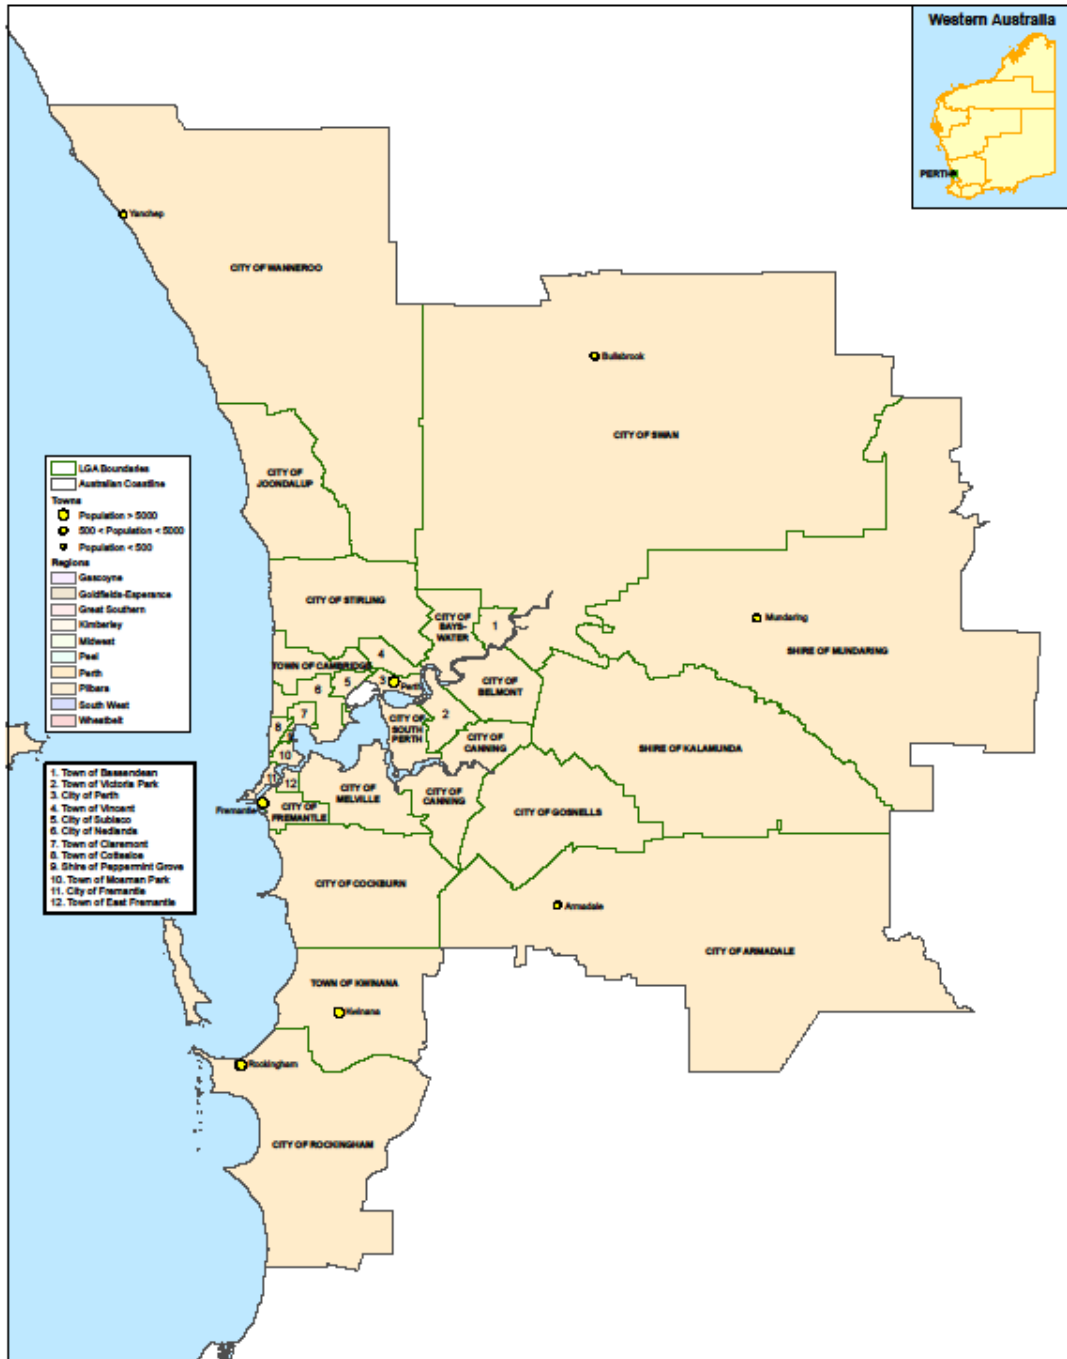 Western Australia
PERTH
Yanchep
CITY OF WANNEROO
Bullsbrook
CITY OF SWAN
CITY OF
JOONDALUP
LGA Boundaries
Australian Coastline
Towns
Population > 5000
500 < Population < 5000
Population < 500
Regions
Gascoyne
Goldfields-Esperance
Great Southern
Kimberley
Midwest
Peel
Perth
Pilbara
South West
Wheatbelt
CITY OF STIRLING
CITY OF
BAYS-
WATER
1
Mundaring
SHIRE OF MUNDARING
4
TOWN OF CAMBRIDGE
3
Perth
5
6
CITY OF
BELMONT
7
2
8
9
CITY OF
SOUTH
PERTH
CITY OF
CANNING
SHIRE OF KALAMUNDA
10
11
12
CITY OF
MELVILLE
CITY OF
CANNING
Fremantle
CITY OF
FREMANTLE
CITY OF GOSNELLS
1. Town of Bassendean
2. Town of Victoria Park
3. City of Perth
4. Town of Vincent
5. City of Subiaco
6. City of Nedlands
7. Town of Claremont
8. Town of Cottesloe
9. Shire of Peppermint Grove
10. Town of Mosman Park
11. City of Fremantle
12. Town of East Fremantle
CITY OF COCKBURN
Armadale
CITY OF ARMADALE
TOWN OF KWINANA
Kwinana
Rockingham
CITY OF ROCKINGHAM